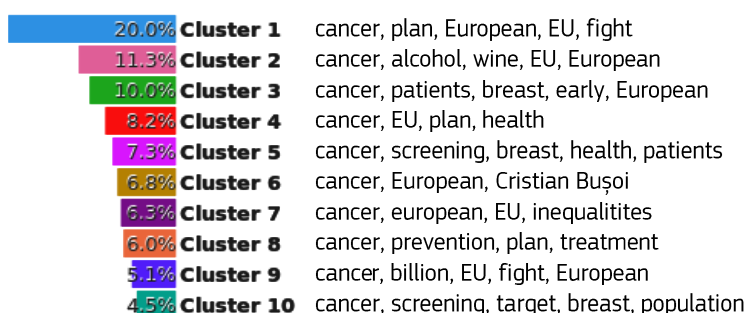 20.0% Cluster 1 cancer, plan, European, EU, fight
11.3% Cluster 2 cancer, alcohol, wine, EU, European
10.0% Cluster 3 cancer, patients, breast, early, European
8.2% Cluster 4 cancer, EU, plan, health
7.3% Cluster 5 cancer, screening, breast, health, patients
6.8% Cluster 6 cancer, European, Cristian Bușoi
6.3% Cluster 7 cancer, european, EU, inequalitites
6.0% Cluster 8 cancer, prevention, plan, treatment
5.1% Cluster 9 cancer, billion, EU, fight, European
4.5% Cluster 10 cancer, screening, target, breast, population